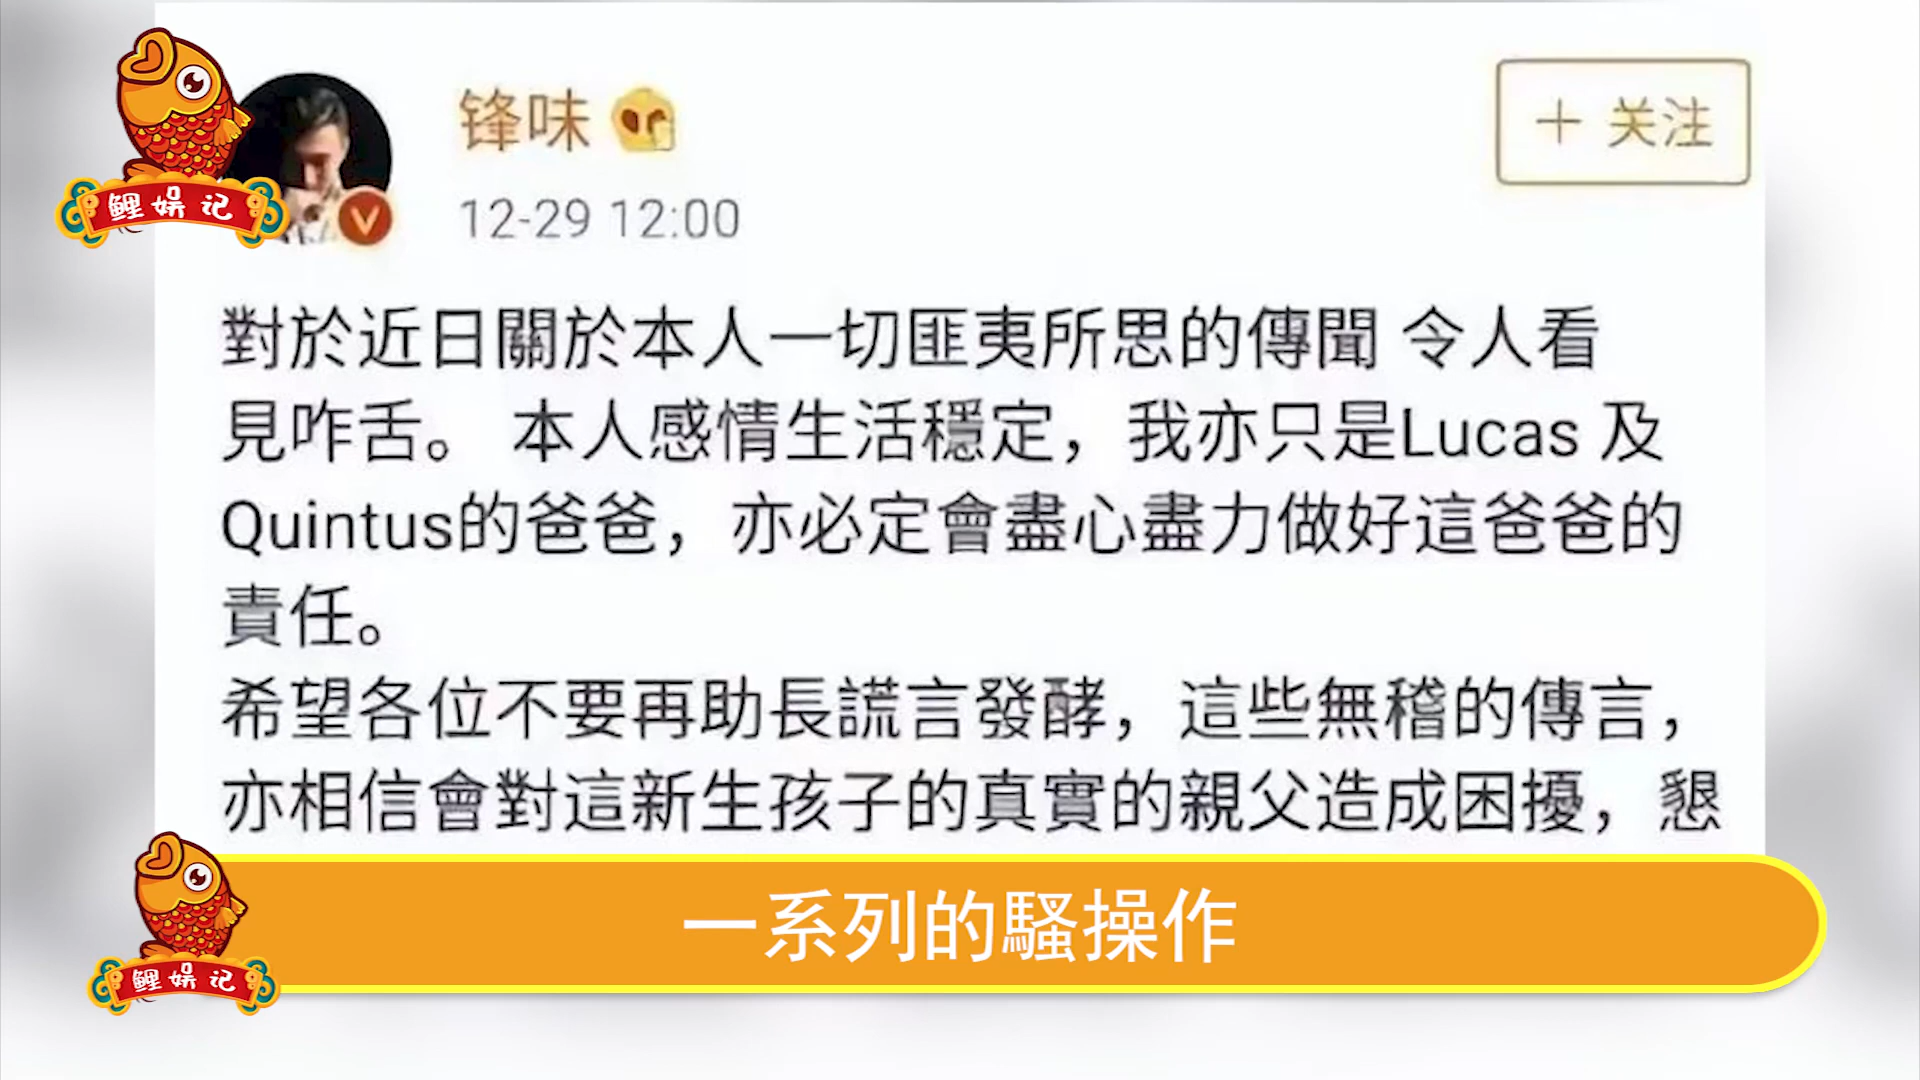 锋味
+ 关注
鲤娱记
12-29 12:00
對於近日關於本人一切匪夷所思的傳聞 令人看
見咋舌。 本人感情生活穩定，我亦只是Lucas 及
Quintus的爸爸，亦必定會盡心盡力做好這爸爸的
責任。
希望各位不要再助長謊言發酵，這些無稽的傳言，
亦相信會對這新生孩子的真實的親父造成困擾，懇
一系列的騷操作
鲤娱记